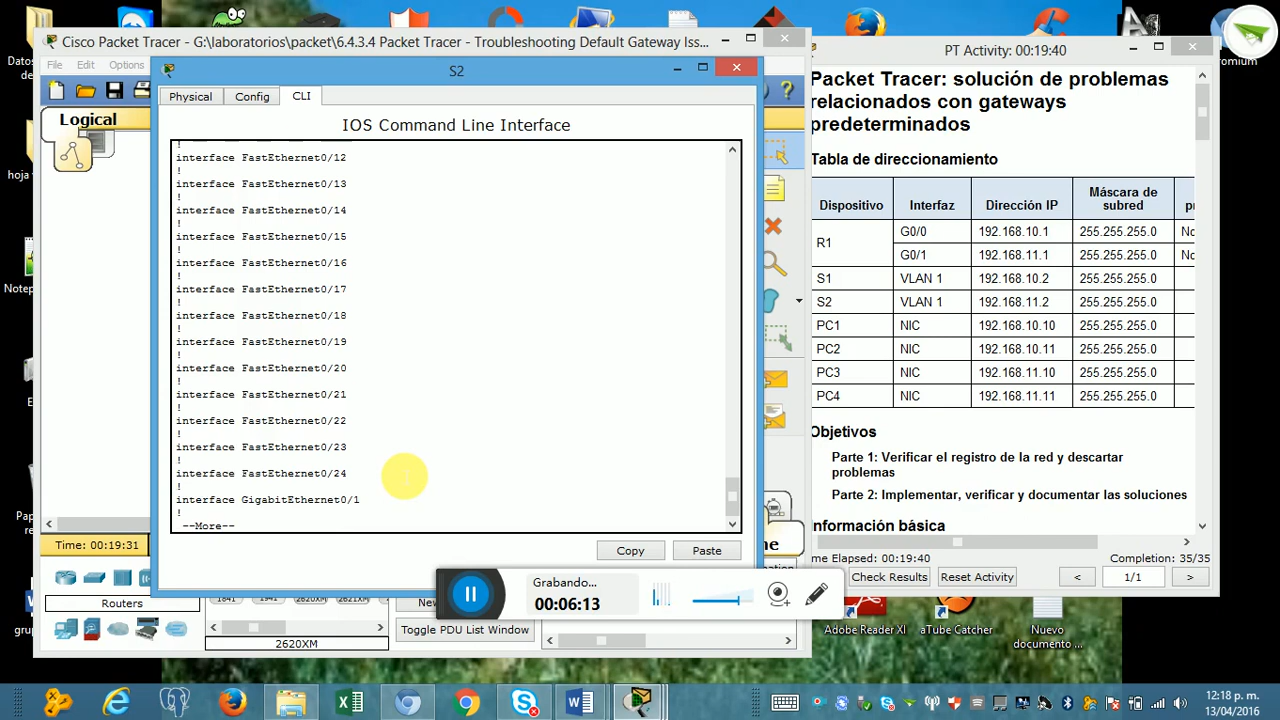 Cisco Packet Tracer - G:\laboratorios\packet\6.4.3.4 Packet Tracer - Troubleshooting Default Gateway Iss...
File Edit Options
Logical
S2
Physical Config CLI
IOS Command Line Interface
interface FastEthernet0/12
!
interface FastEthernet0/13
!
interface FastEthernet0/14
!
interface FastEthernet0/15
!
interface FastEthernet0/16
!
interface FastEthernet0/17
!
interface FastEthernet0/18
!
interface FastEthernet0/19
!
interface FastEthernet0/20
!
interface FastEthernet0/21
!
interface FastEthernet0/22
!
interface FastEthernet0/23
!
interface FastEthernet0/24
!
interface GigabitEthernet0/1
!
--More--
Copy Paste
Time: 00:19:31
Routers
1841 1941 2620XM 2621XM
2620XM
Toggle PDU List Window
Grabando...
00:06:13
PT Activity: 00:19:40
Packet Tracer: solución de problemas
relacionados con gateways
predeterminados
Tabla de direccionamiento
Dispositivo Interfaz Dirección IP Máscara de subred
R1 G0/0 192.168.10.1 255.255.255.0
G0/1 192.168.11.1 255.255.255.0
S1 VLAN 1 192.168.10.2 255.255.255.0
S2 VLAN 1 192.168.11.2 255.255.255.0
PC1 NIC 192.168.10.10 255.255.255.0
PC2 NIC 192.168.10.11 255.255.255.0
PC3 NIC 192.168.11.10 255.255.255.0
PC4 NIC 192.168.11.11 255.255.255.0
Objetivos
Parte 1: Verificar el registro de la red y descartar
problemas
Parte 2: Implementar, verificar y documentar las soluciones
Información básica
Time Elapsed: 00:19:40 Completion: 35/35
Check Results Reset Activity < 1/1 >
Adobe Reader XI
aTube Catcher
Nuevo
documento ...
12:18 p.m.
13/04/2016